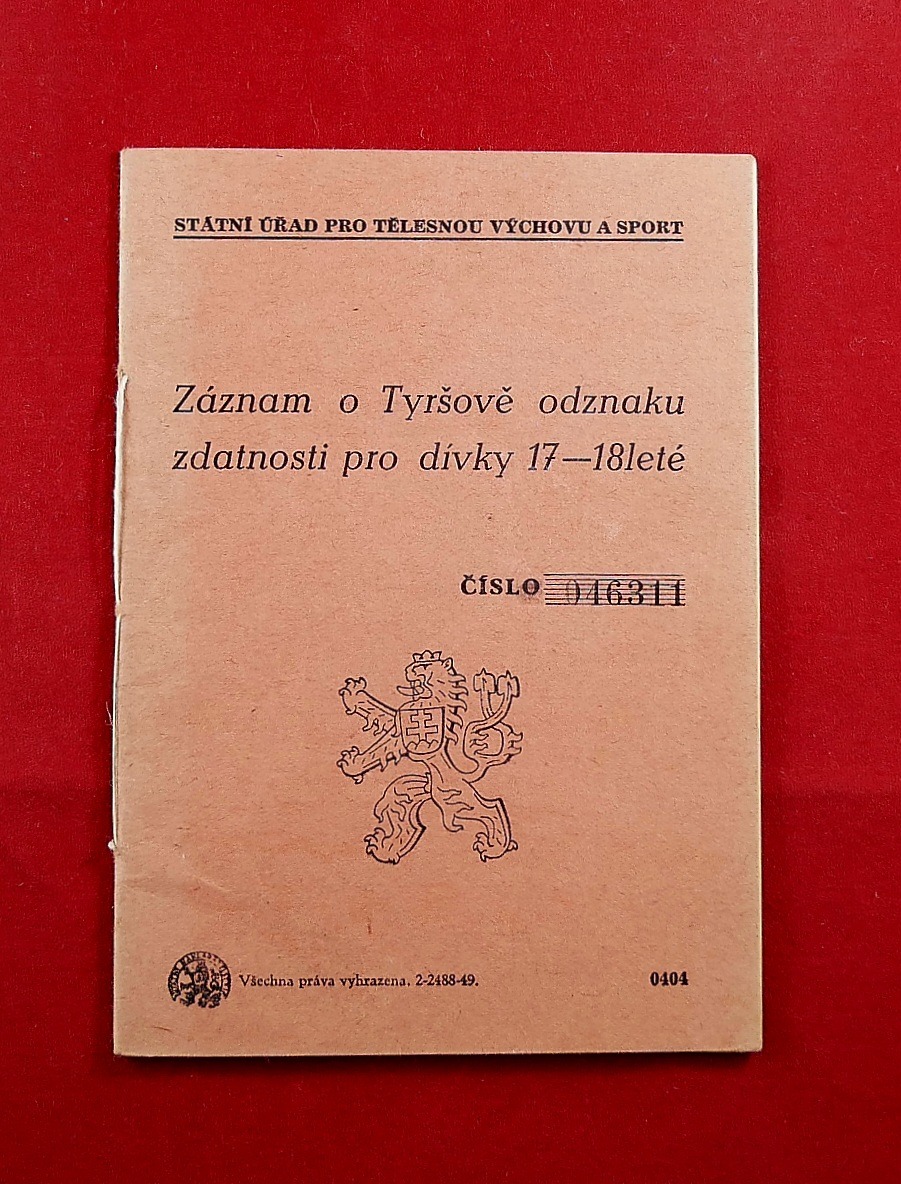 STÁTNÍ ÚŘAD PRO TĚLESNOU VÝCHOVU A SPORT
Záznam o Tyršově odznaku
zdatnosti pro dívky 17—18leté
ČÍSLO 046311
Všechna práva vyhrazena. 2-2488-49.
0404